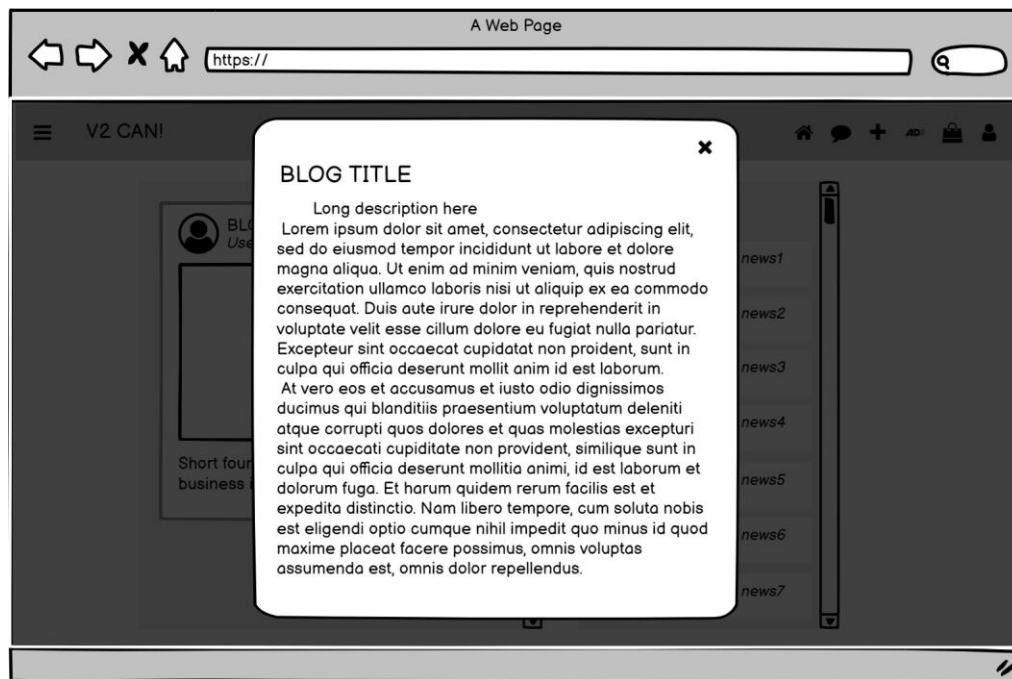 A Web Page
https://
V2 CAN!
AD
BLOG TITLE
Long description here
Lorem ipsum dolor sit amet, consectetur adipiscing elit,
sed do eiusmod tempor incididunt ut labore et dolore
magna aliqua. Ut enim ad minim veniam, quis nostrud
exercitation ullamco laboris nisi ut aliquip ex ea commodo
consequat. Duis aute irure dolor in reprehenderit in
voluptate velit esse cillum dolore eu fugiat nulla pariatur.
Excepteur sint occaecat cupidatat non proident, sunt in
culpa qui officia deserunt mollit anim id est laborum.
At vero eos et accusamus et iusto odio dignissimos
ducimus qui blanditiis praesentium voluptatum deleniti
atque corrupti quos dolores et quas molestias excepturi
sint occaecati cupiditate non provident, similique sunt in
culpa qui officia deserunt mollitia animi, id est laborum et
dolorum fuga. Et harum quidem rerum facilis est et
expedita distinctio. Nam libero tempore, cum soluta nobis
est eligendi optio cumque nihil impedit quo minus id quod
maxime placeat facere possimus, omnis voluptas
assumenda est, omnis dolor repellendus.
Short
business
news1
news2
news3
news4
news5
news6
news7